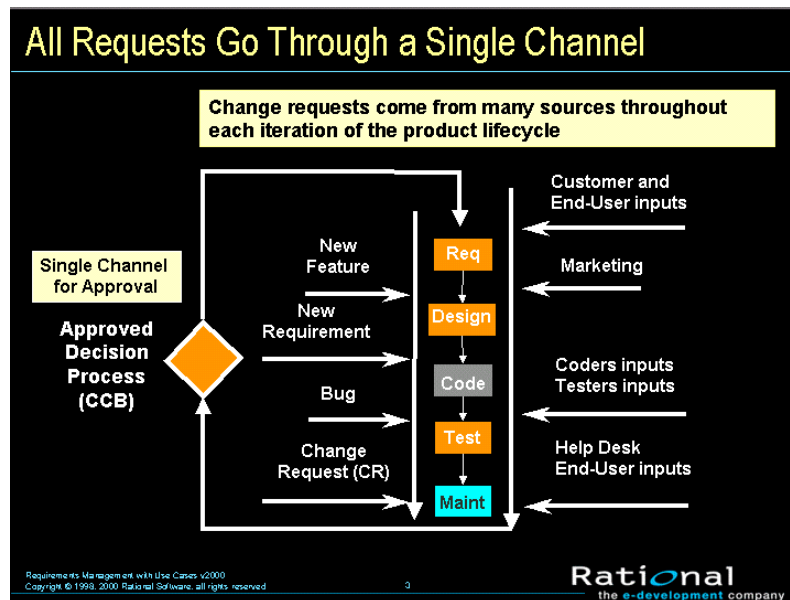 All Requests Go Through a Single Channel
Change requests come from many sources throughout
each iteration of the product lifecycle
Customer and
End-User inputs
Single Channel
for Approval
New
Feature
Req
Marketing
Approved
Decision
Process
(CCB)
New
Requirement
Design
Bug
Code
Coders inputs
Testers inputs
Change
Request (CR)
Test
Help Desk
End-User inputs
Maint
Requirements Management with Use Cases v2000
Copyright © 1998, 2000 Rational Software, all rights reserved
3
Rational
the e-development company